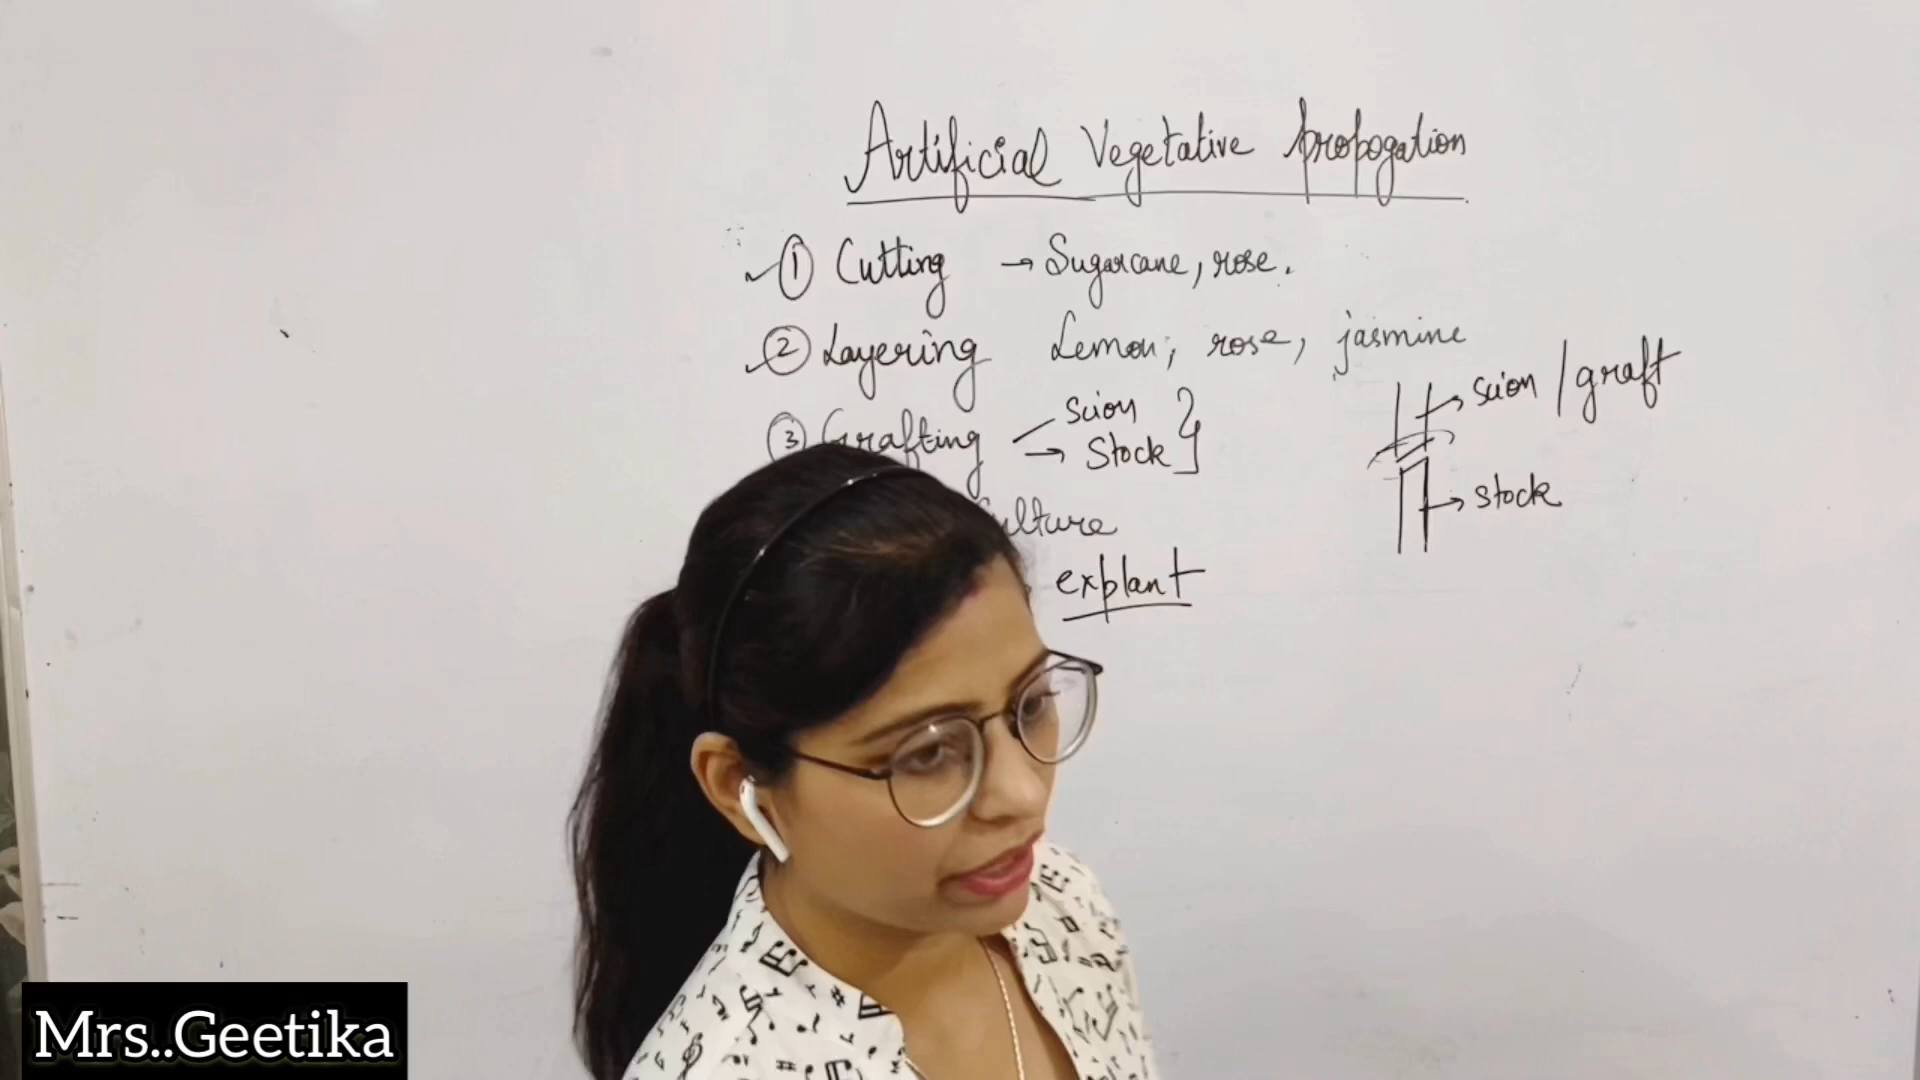 Artificial Vegetative propogation
① Cutting → Sugarcane, rose.
② Layering Lemon, rose, jasmine
③ Grafting → Scion
→ Stock
scion / graft
→ stock
explant
Mrs..Geetika